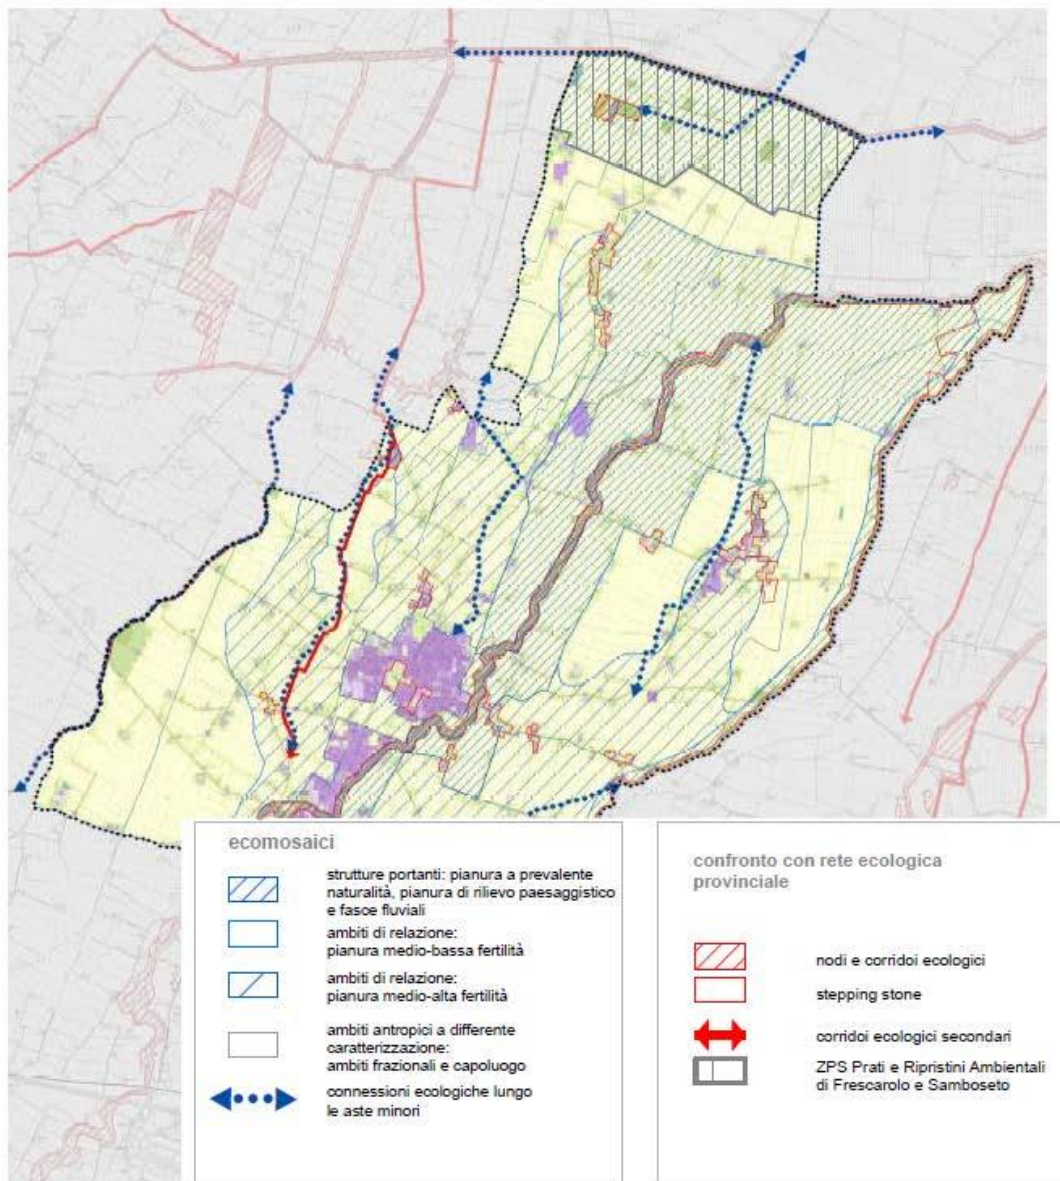 ecomosaici
strutture portanti: pianura a prevalente
naturalità, pianura di rilievo paesaggistico
e fasce fluviali
ambiti di relazione:
pianura medio-bassa fertilità
ambiti di relazione:
pianura medio-alta fertilità
ambiti antropici a differente
caratterizzazione:
ambiti frazionali e capoluogo
connessioni ecologiche lungo
le aste minori
confronto con rete ecologica
provinciale
nodi e corridoi ecologici
stepping stone
corridoi ecologici secondari
ZPS Prati e Ripristini Ambientali
di Frescarolo e Samboseto